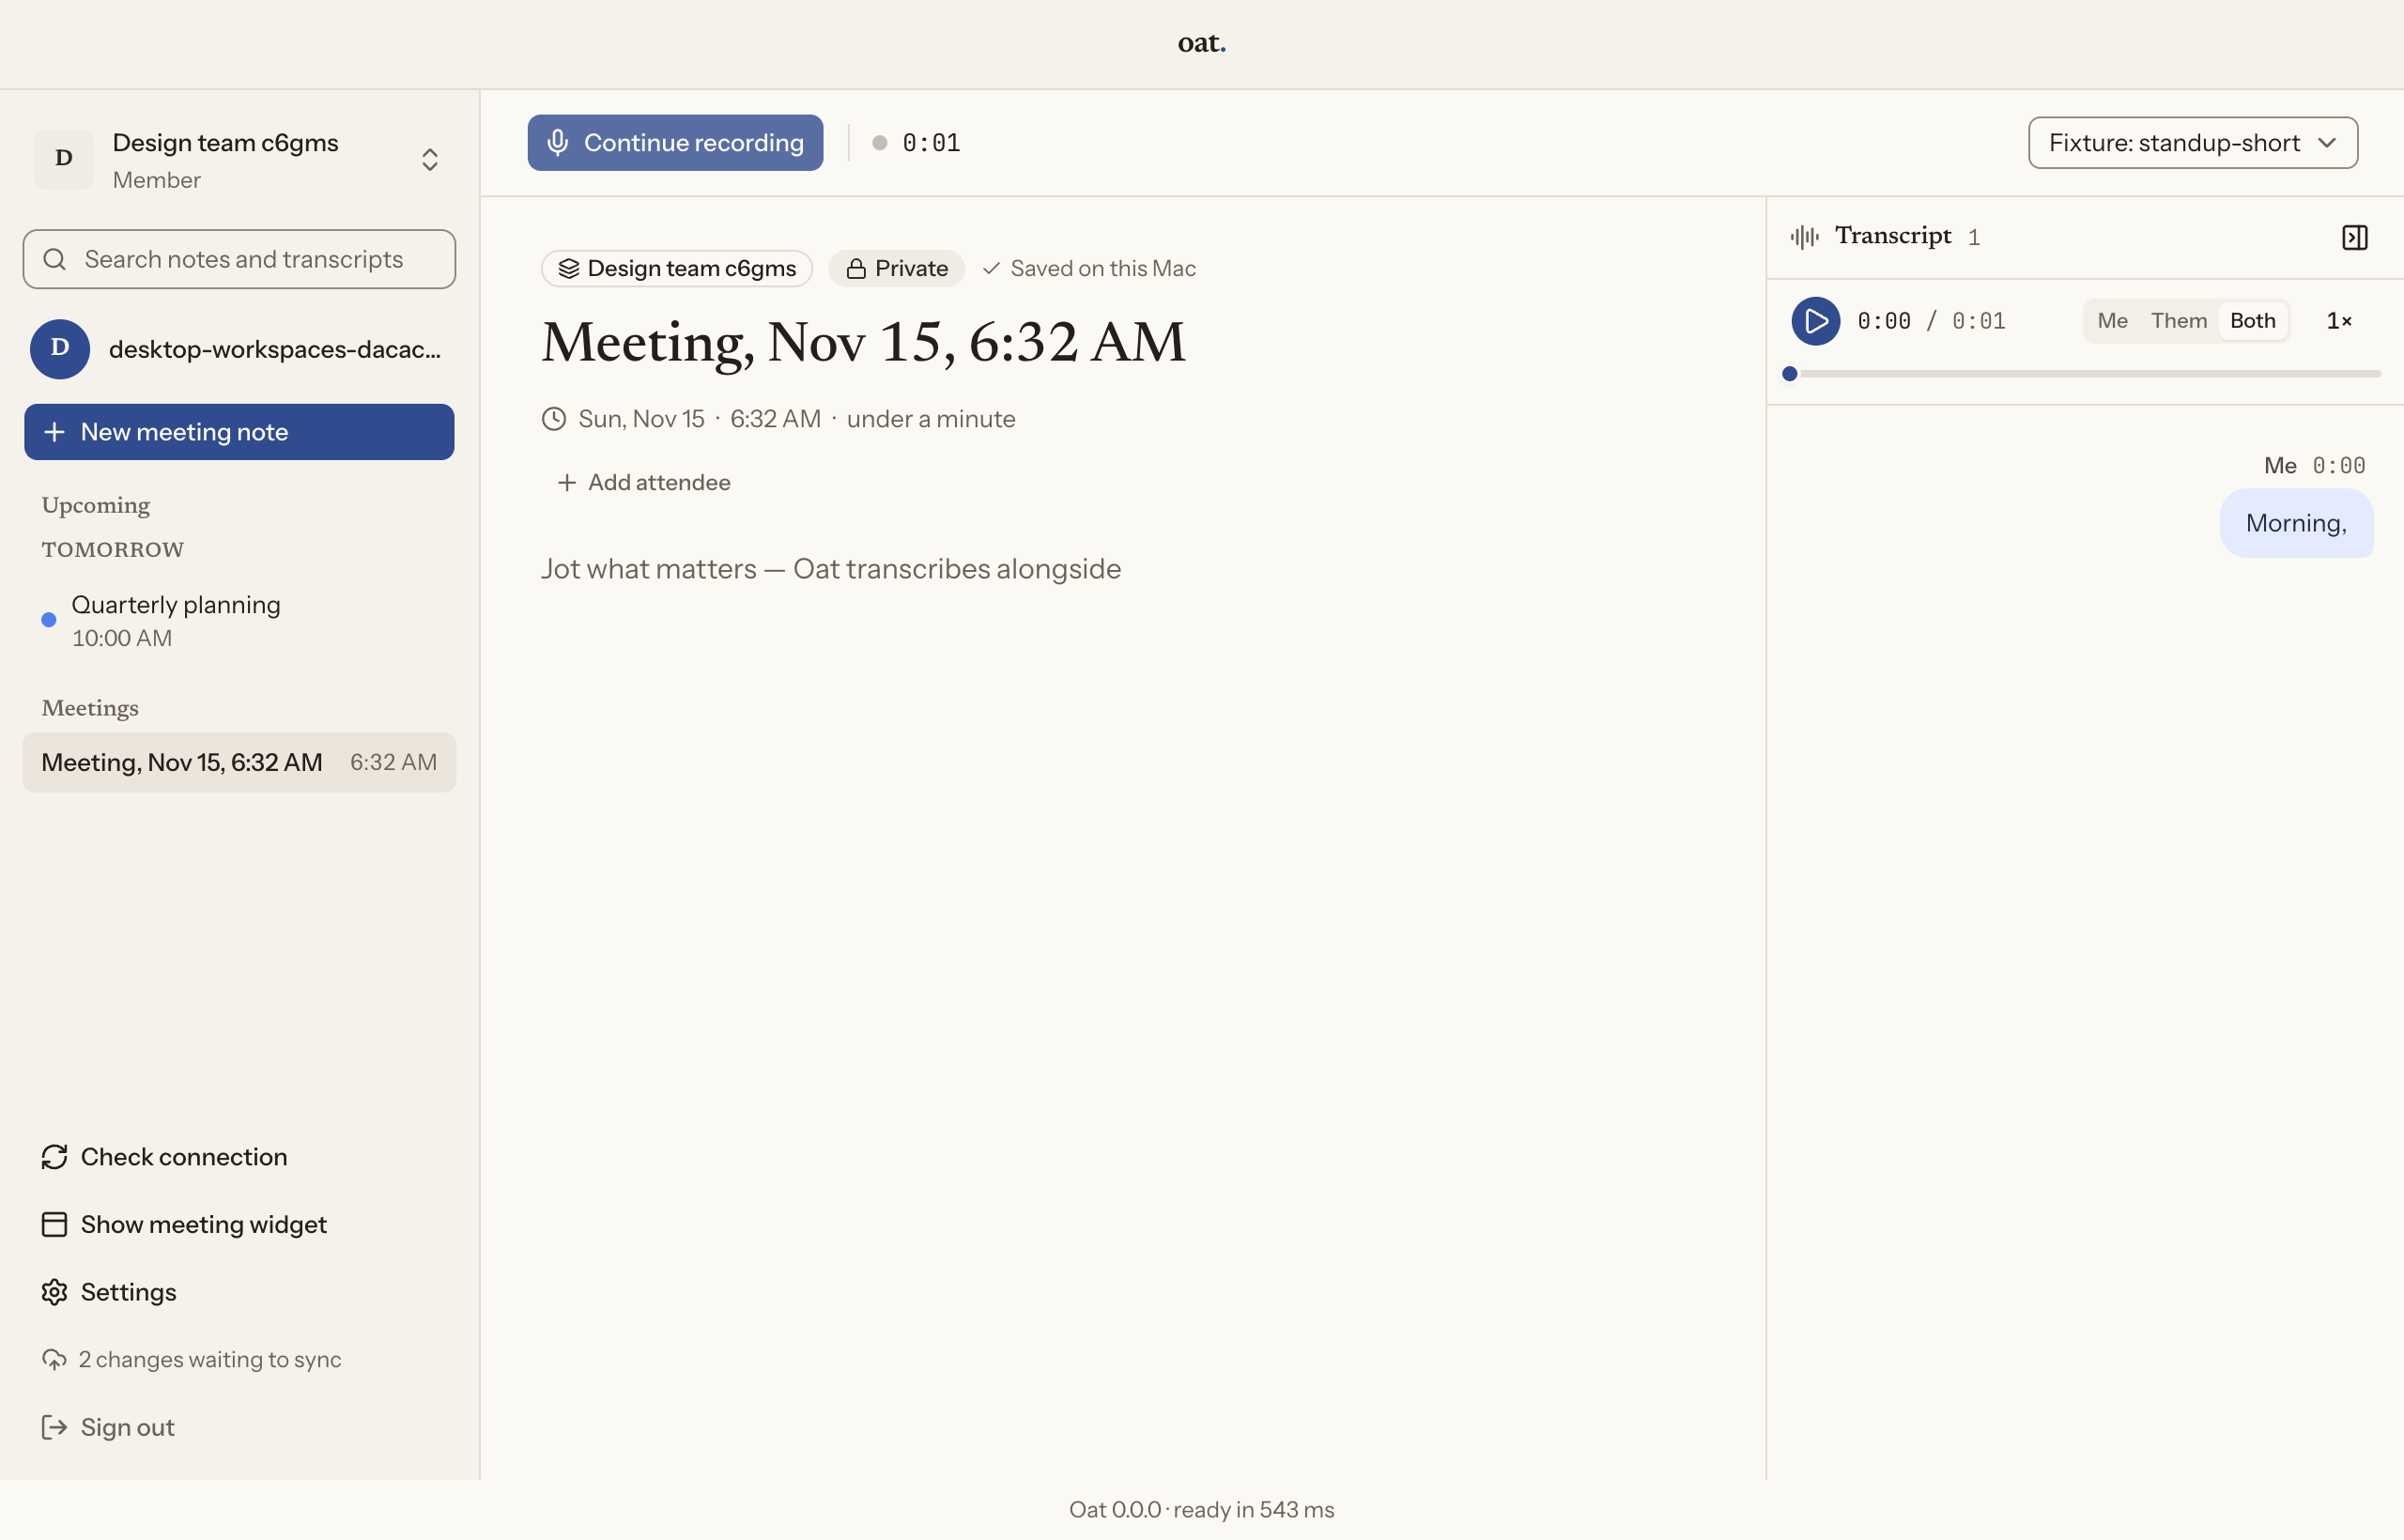 oat.
D
Design team c6gms
Member
Search notes and transcripts
D
desktop-workspaces-dacac...
New meeting note
Upcoming
TOMORROW
Quarterly planning
10:00 AM
Meetings
Meeting, Nov 15, 6:32 AM 6:32 AM
Check connection
Show meeting widget
Settings
2 changes waiting to sync
Sign out
Continue recording 0:01
Fixture: standup-short
Design team c6gms Private Saved on this Mac
Meeting, Nov 15, 6:32 AM
Sun, Nov 15 · 6:32 AM · under a minute
Add attendee
Jot what matters — Oat transcribes alongside
Transcript 1
0:00 / 0:01 Me Them Both 1×
Me 0:00
Morning,
Oat 0.0.0 · ready in 543 ms